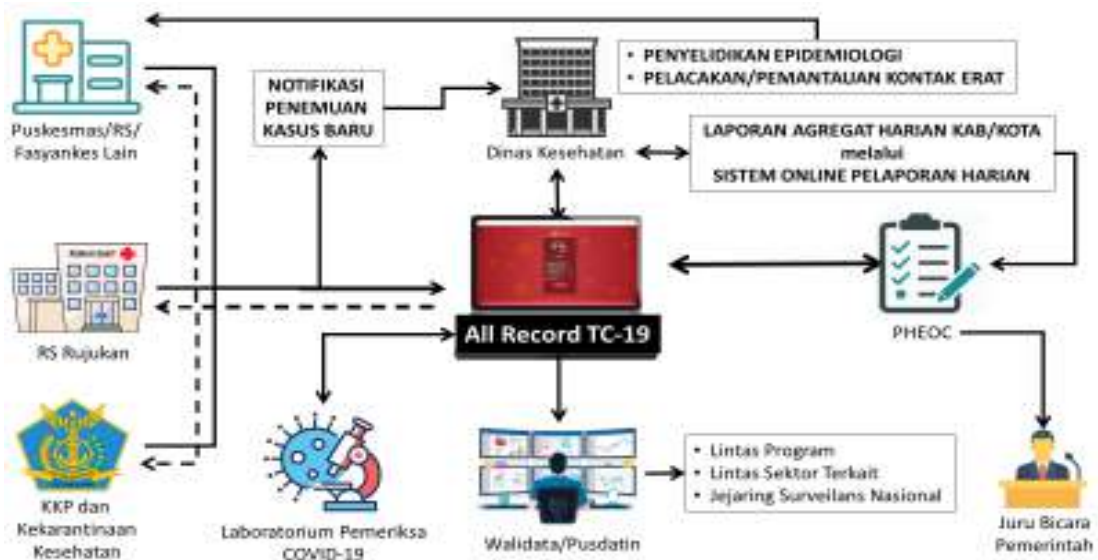 Puskesmas/RS/
Fasyankes Lain
NOTIFIKASI
PENEMUAN
KASUS BARU
Dinas Kesehatan
• PENYELIDIKAN EPIDEMIOLOGI
• PELACAKAN/PEMANTAUAN KONTAK ERAT
LAPORAN AGREGAT HARIAN KAB/KOTA
melalui
SISTEM ONLINE PELAPORAN HARIAN
RS Rujukan
All Record TC-19
PHEOC
KKP dan
Kekarantinaan
Kesehatan
Laboratorium Pemeriksa
COVID-19
Walidata/Pusdatin
• Lintas Program
• Lintas Sektor Terkait
• Jejaring Surveilans Nasional
Juru Bicara
Pemerintah